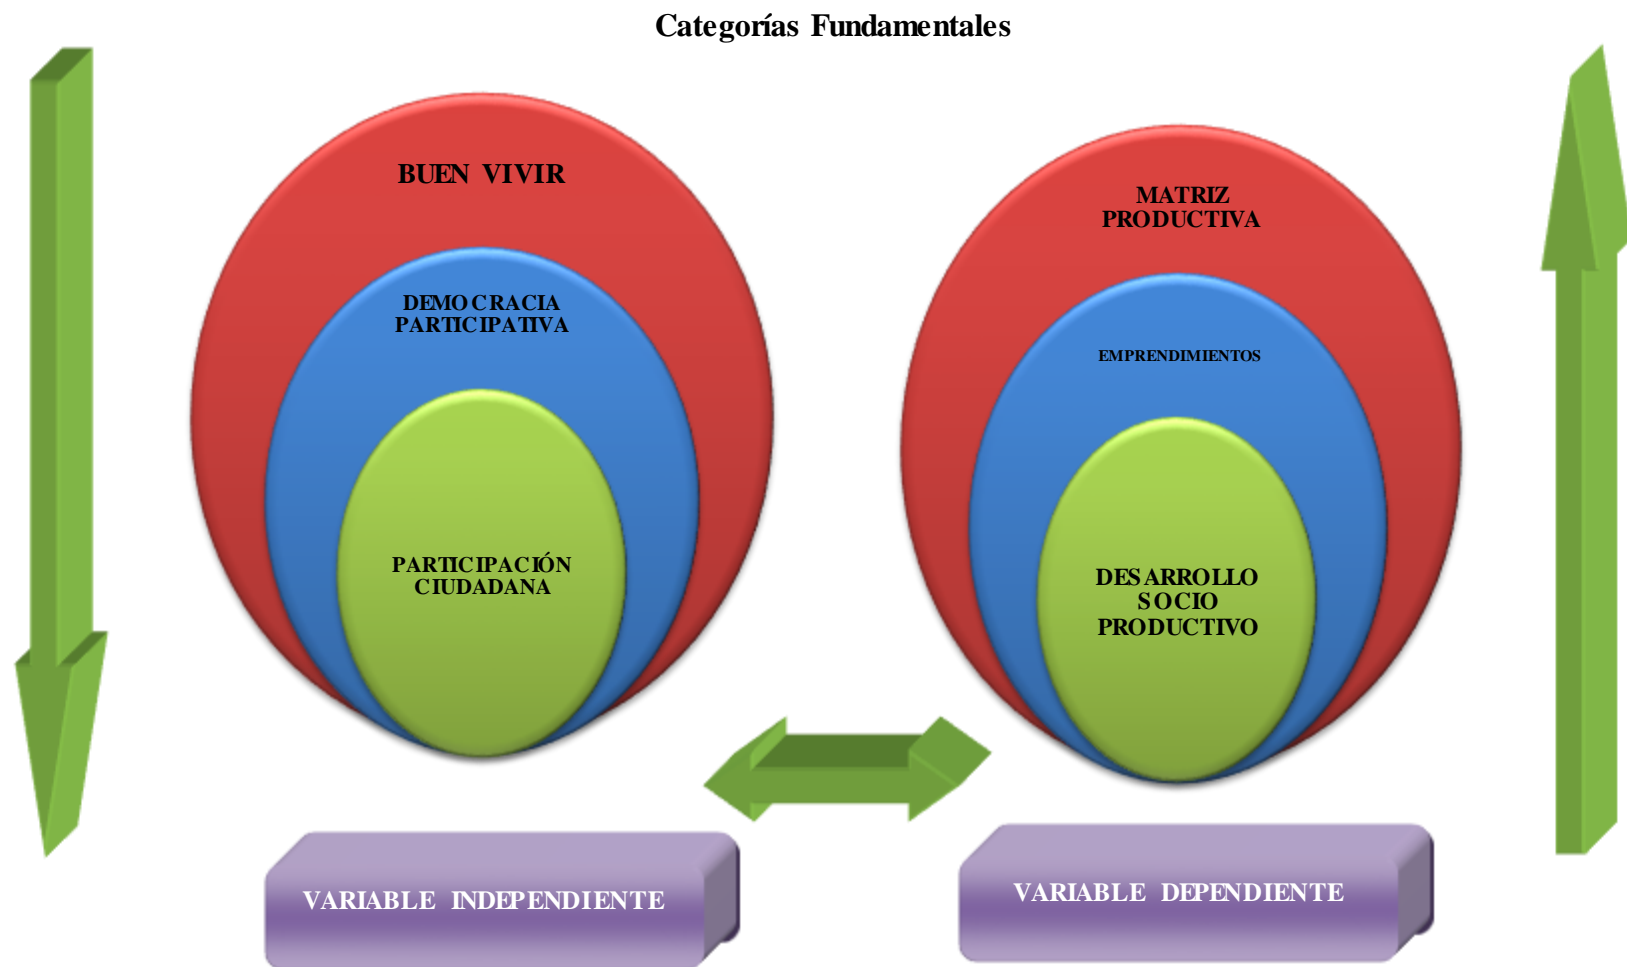 Categorías Fundamentales
BUEN VIVIR
DEMOCRACIA
PARTICIPATIVA
PARTICIPACIÓN
CIUDADANA
MATRIZ
PRODUCTIVA
EMPRENDIMIENTOS
DESARROLLO
SOCIO
PRODUCTIVO
VARIABLE INDEPENDIENTE
VARIABLE DEPENDIENTE